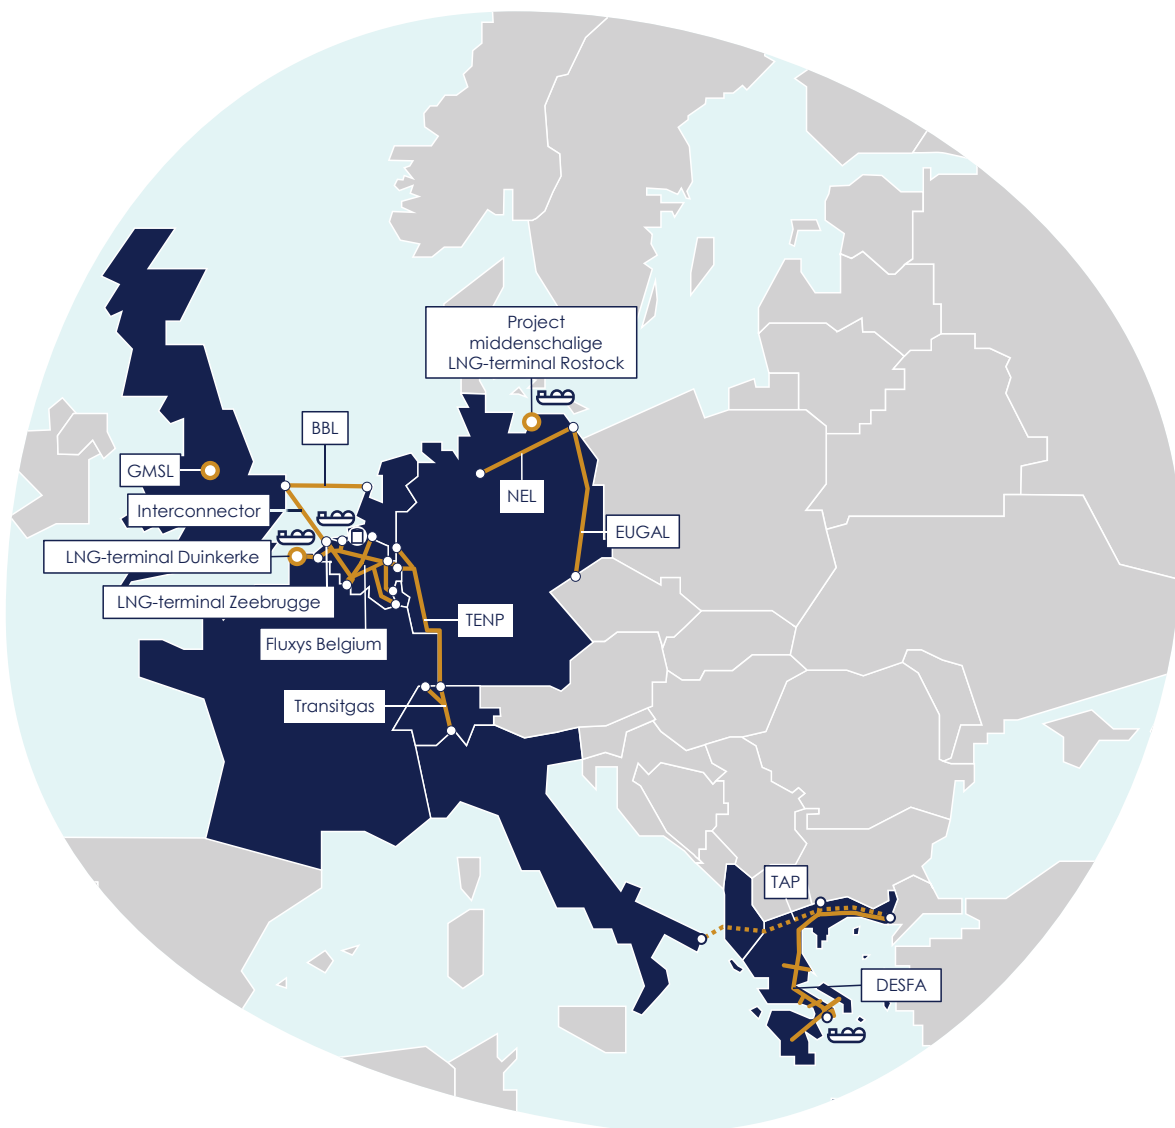 Project
middenschalige
LNG-terminal Rostock
BBL
GMSL
NEL
Interconnector
EUGAL
LNG-terminal Duinkerke
LNG-terminal Zeebrugge
TENP
Fluxys Belgium
Transitgas
TAP
DESFA